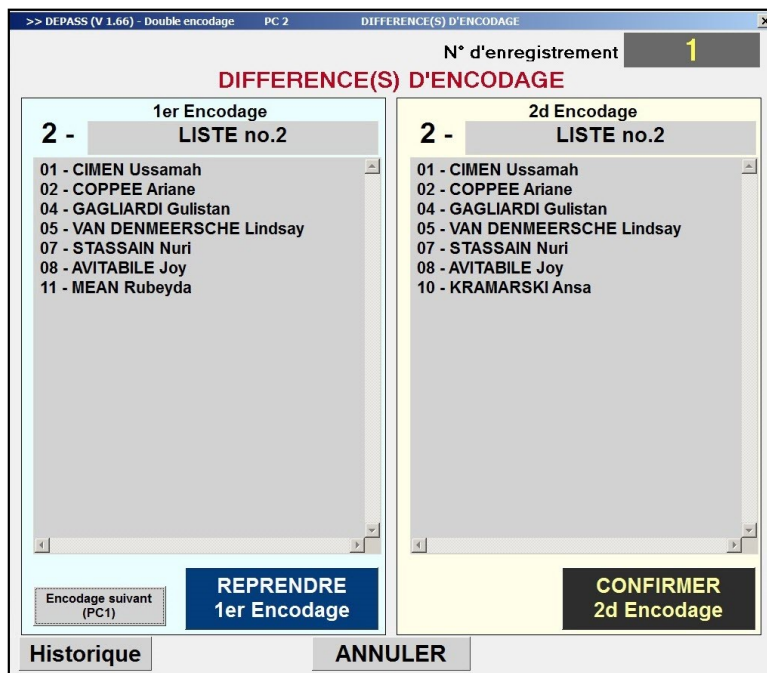 >> DEPASS (V 1.66) - Double encodage PC 2 DIFFERENCE(S) D'ENCODAGE
N° d'enregistrement 1
DIFFERENCE(S) D'ENCODAGE
1er Encodage
2 - LISTE no.2
01 - CIMEN Ussamah
02 - COPPEE Ariane
04 - GAGLIARDI Gulistan
05 - VAN DENMEERSCHE Lindsay
07 - STASSAIN Nuri
08 - AVITABILE Joy
11 - MEAN Rubeyda
Encodage suivant
(PC1)
REPRENDRE
1er Encodage
2d Encodage
2 - LISTE no.2
01 - CIMEN Ussamah
02 - COPPEE Ariane
04 - GAGLIARDI Gulistan
05 - VAN DENMEERSCHE Lindsay
07 - STASSAIN Nuri
08 - AVITABILE Joy
10 - KRAMARSKI Ansa
CONFIRMER
2d Encodage
Historique
ANNULER